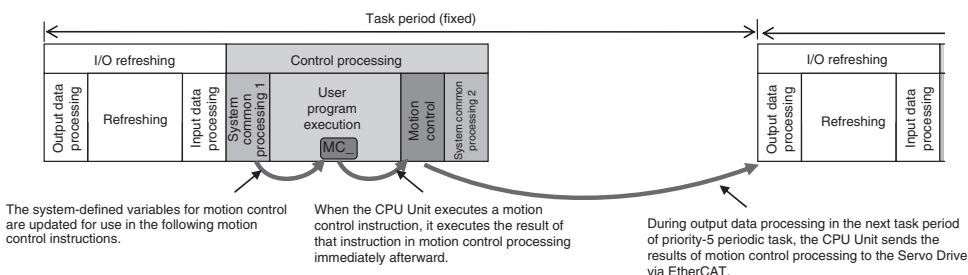 Task period (fixed)
I/O refreshing
Control processing
I/O refreshing
Output data
processing
Refreshing
Input data
processing
System
common
processing 1
User
program
execution
MC_
Motion
control
System common
processing 2
Output data
processing
Refreshing
Input data
processing
The system-defined variables for motion control
are updated for use in the following motion
control instructions.
When the CPU Unit executes a motion
control instruction, it executes the result of
that instruction in motion control processing
immediately afterward.
During output data processing in the next task period
of priority-5 periodic task, the CPU Unit sends the
results of motion control processing to the Servo Drive
via EtherCAT.